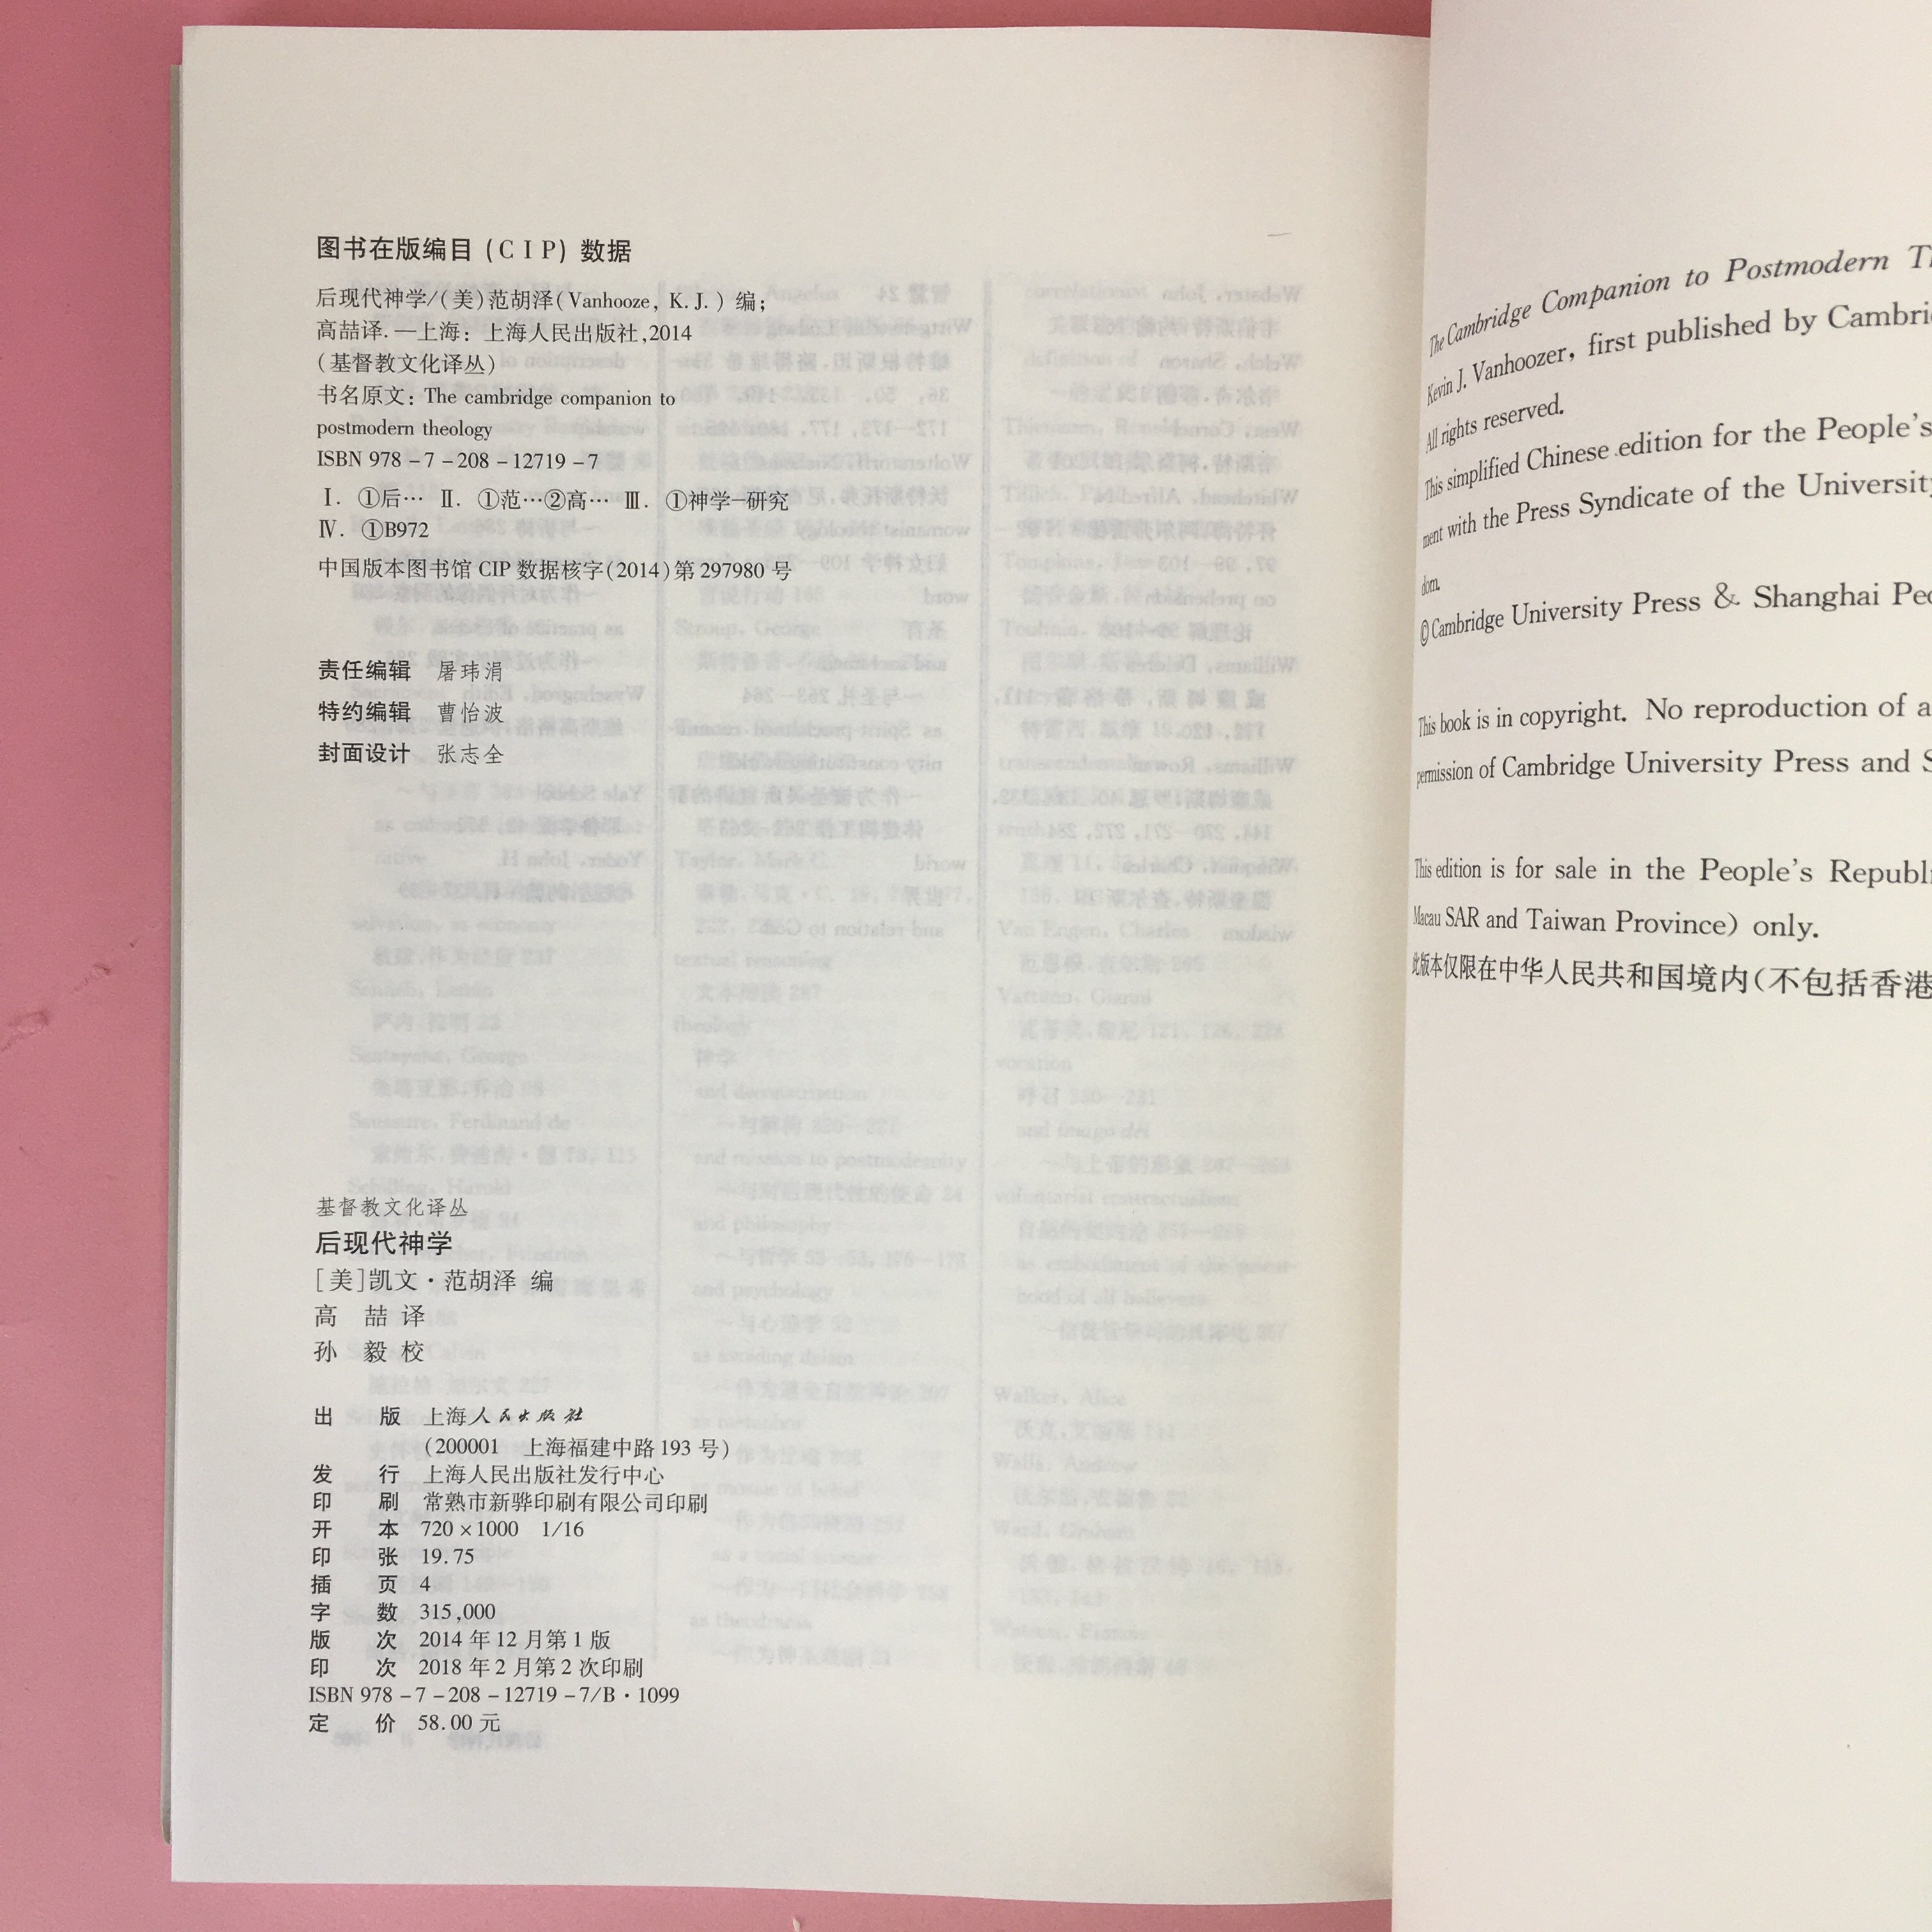 图书在版编目 (CIP) 数据
后现代神学/(美)范胡泽(Vanhooze, K. J.) 编;
高喆译. —上海: 上海人民出版社,2014
(基督教文化译丛)
书名原文: The cambridge companion to
postmodern theology
ISBN 978-7-208-12719-7
Ⅰ. ①后… Ⅱ. ①范…②高… Ⅲ. ①神学-研究
Ⅳ. ①B972
中国版本图书馆 CIP 数据核字(2014)第 297980 号
责任编辑 屠玮涓
特约编辑 曹怡波
封面设计 张志全
基督教文化译丛
后现代神学
[美]凯文·范胡泽 编
高 喆 译
孙 毅 校
出 版 上海人民出版社
(200001 上海福建中路 193 号)
发 行 上海人民出版社发行中心
印 刷 常熟市新骅印刷有限公司印刷
开 本 720×1000 1/16
印 张 19.75
插 页 4
字 数 315,000
版 次 2014 年 12 月第 1 版
印 次 2018 年 2 月第 2 次印刷
ISBN 978-7-208-12719-7/B·1099
定 价 58.00 元
The Cambridge Companion to Postmodern
Kevin J. Vanhoozer, first published by
All rights reserved.
This simplified Chinese edition for the People's
ment with the Press Syndicate of the
dom.
©Cambridge University Press & Shanghai
This book is in copyright. No reproduction of
permission of Cambridge University Press and
This edition is for sale in the People's
Macau SAR and Taiwan Province) only.
此版本仅限在中华人民共和国境内(不包括香港